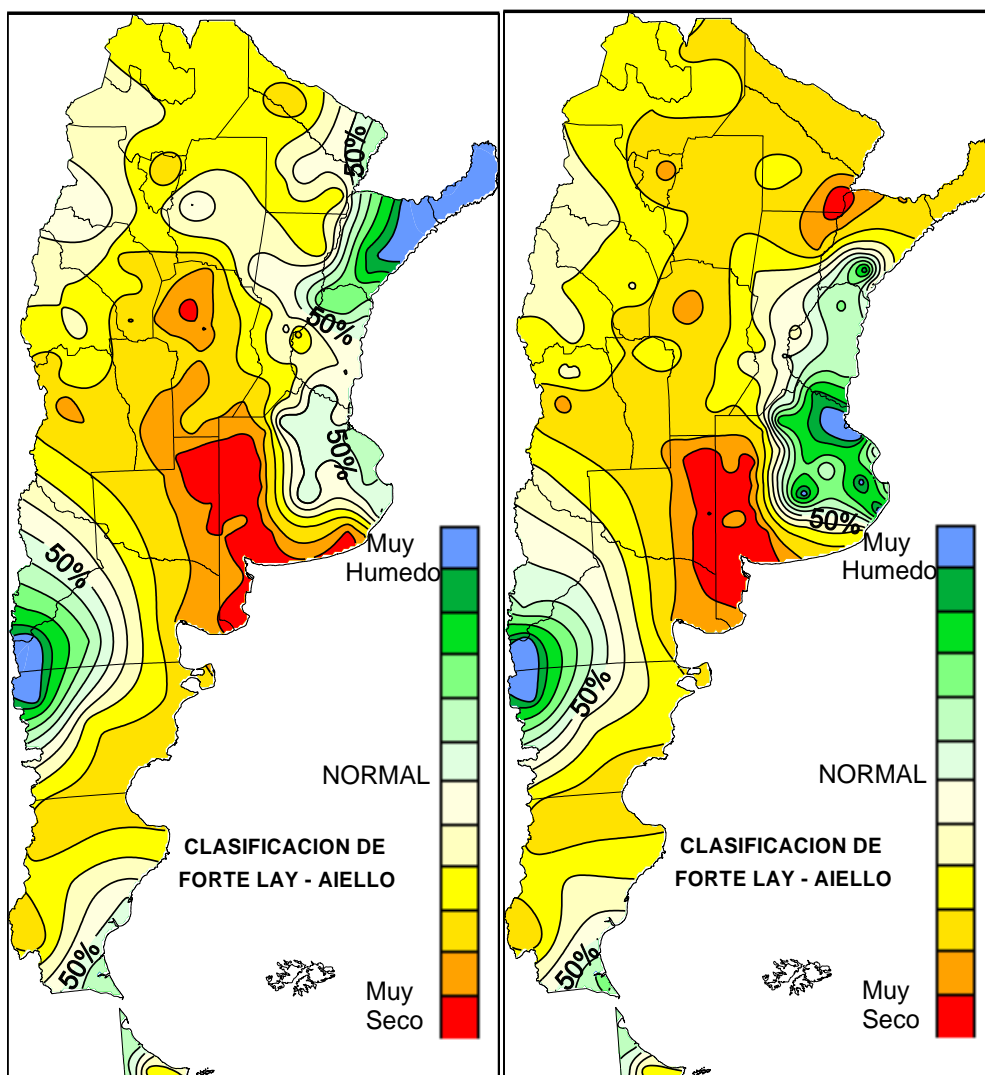 50%
50%
50%
50%
50%
Muy
Humedo
NORMAL
CLASIFICACION DE
FORTE LAY - AIELLO
Muy
Seco
50%
50%
50%
Muy
Humedo
NORMAL
CLASIFICACION DE
FORTE LAY - AIELLO
Muy
Seco